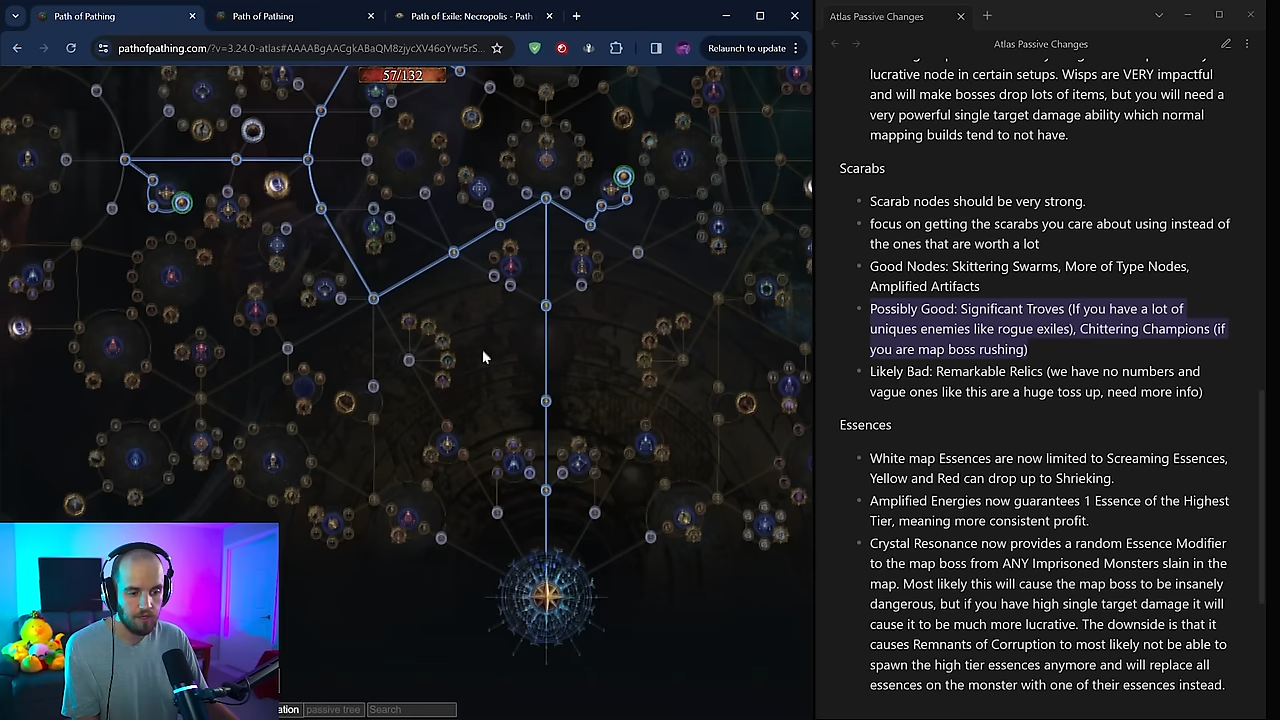 Path of Pathing
Path of Pathing
Path of Exile: Necropolis - Path
Atlas Passive Changes
pathofpathing.com/?v=3.24.0-atlas#AAAABgAACgkABaQM8zjycXV46oYwr5rS...
Relaunch to update
Atlas Passive Changes
57/132
lucrative node in certain setups. Wisps are VERY impactful
and will make bosses drop lots of items, but you will need a
very powerful single target damage ability which normal
mapping builds tend to not have.
Scarabs
Scarab nodes should be very strong.
focus on getting the scarabs you care about using instead of
the ones that are worth a lot
Good Nodes: Skittering Swarms, More of Type Nodes,
Amplified Artifacts
Possibly Good: Significant Troves (If you have a lot of
uniques enemies like rogue exiles), Chittering Champions (if
you are map boss rushing)
Likely Bad: Remarkable Relics (we have no numbers and
vague ones like this are a huge toss up, need more info)
Essences
White map Essences are now limited to Screaming Essences,
Yellow and Red can drop up to Shrieking.
Amplified Energies now guarantees 1 Essence of the Highest
Tier, meaning more consistent profit.
Crystal Resonance now provides a random Essence Modifier
to the map boss from ANY Imprisoned Monsters slain in the
map. Most likely this will cause the map boss to be insanely
dangerous, but if you have high single target damage it will
cause it to be much more lucrative. The downside is that it
causes Remnants of Corruption to most likely not be able to
spawn the high tier essences anymore and will replace all
essences on the monster with one of their essences instead.
ation passive tree Search